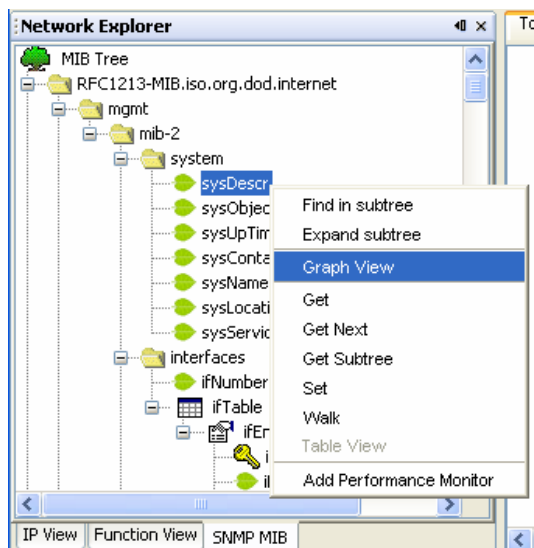 Network Explorer
To
MIB Tree
RFC1213-MIB.iso.org.dod.internet
mgmt
mib-2
system
sysDescr
sysObjec
sysUpTim
sysConta
sysName
sysLocati
sysServic
interfaces
ifNumber
ifTable
ifEn
Find in subtree
Expand subtree
Graph View
Get
Get Next
Get Subtree
Set
Walk
Table View
Add Performance Monitor
IP View
Function View
SNMP MIB